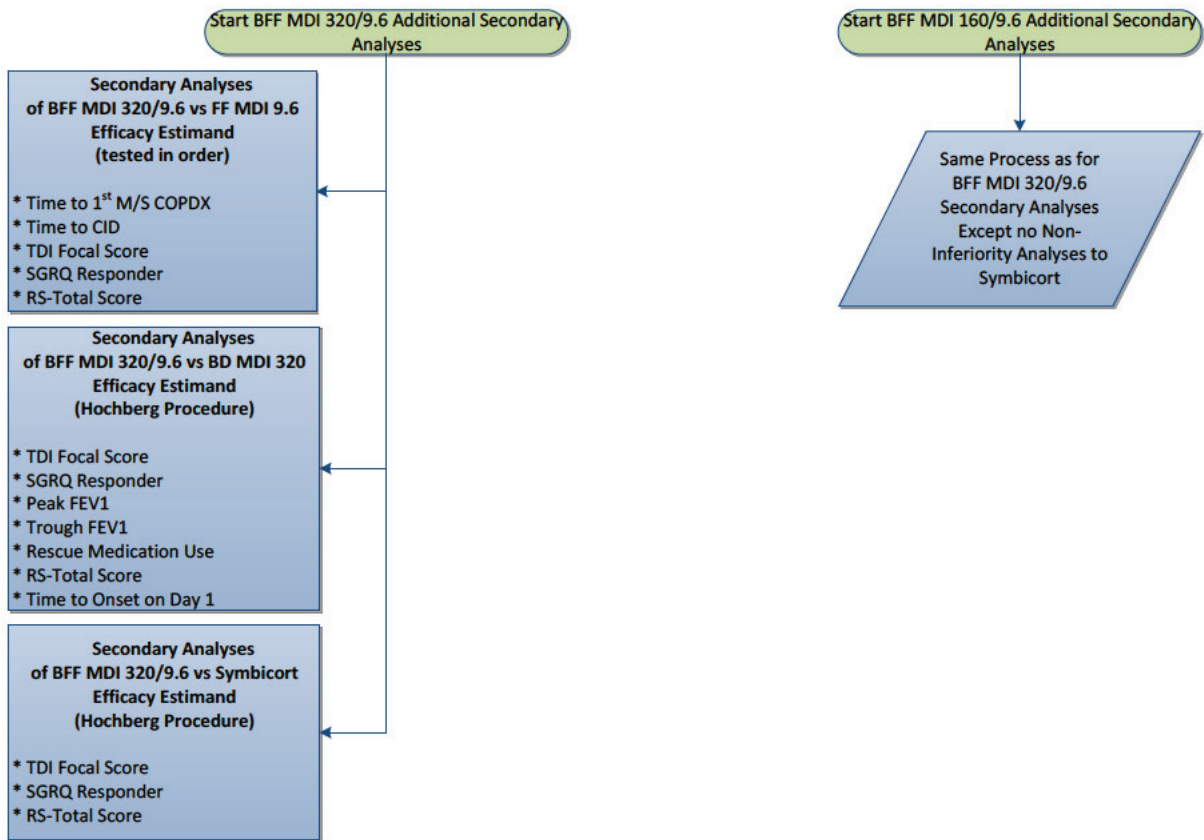 Start BFF MDI 320/9.6 Additional Secondary
Analyses
Secondary Analyses
of BFF MDI 320/9.6 vs FF MDI 9.6
Efficacy Estimand
(tested in order)
* Time to 1st M/S COPDX
* Time to CID
* TDI Focal Score
* SGRQ Responder
* RS-Total Score
Secondary Analyses
of BFF MDI 320/9.6 vs BD MDI 320
Efficacy Estimand
(Hochberg Procedure)
* TDI Focal Score
* SGRQ Responder
* Peak FEV1
* Trough FEV1
* Rescue Medication Use
* RS-Total Score
* Time to Onset on Day 1
Secondary Analyses
of BFF MDI 320/9.6 vs Symbicort
Efficacy Estimand
(Hochberg Procedure)
* TDI Focal Score
* SGRQ Responder
* RS-Total Score
Start BFF MDI 160/9.6 Additional Secondary
Analyses
Same Process as for
BFF MDI 320/9.6
Secondary Analyses
Except no Non-
Inferiority Analyses to
Symbicort